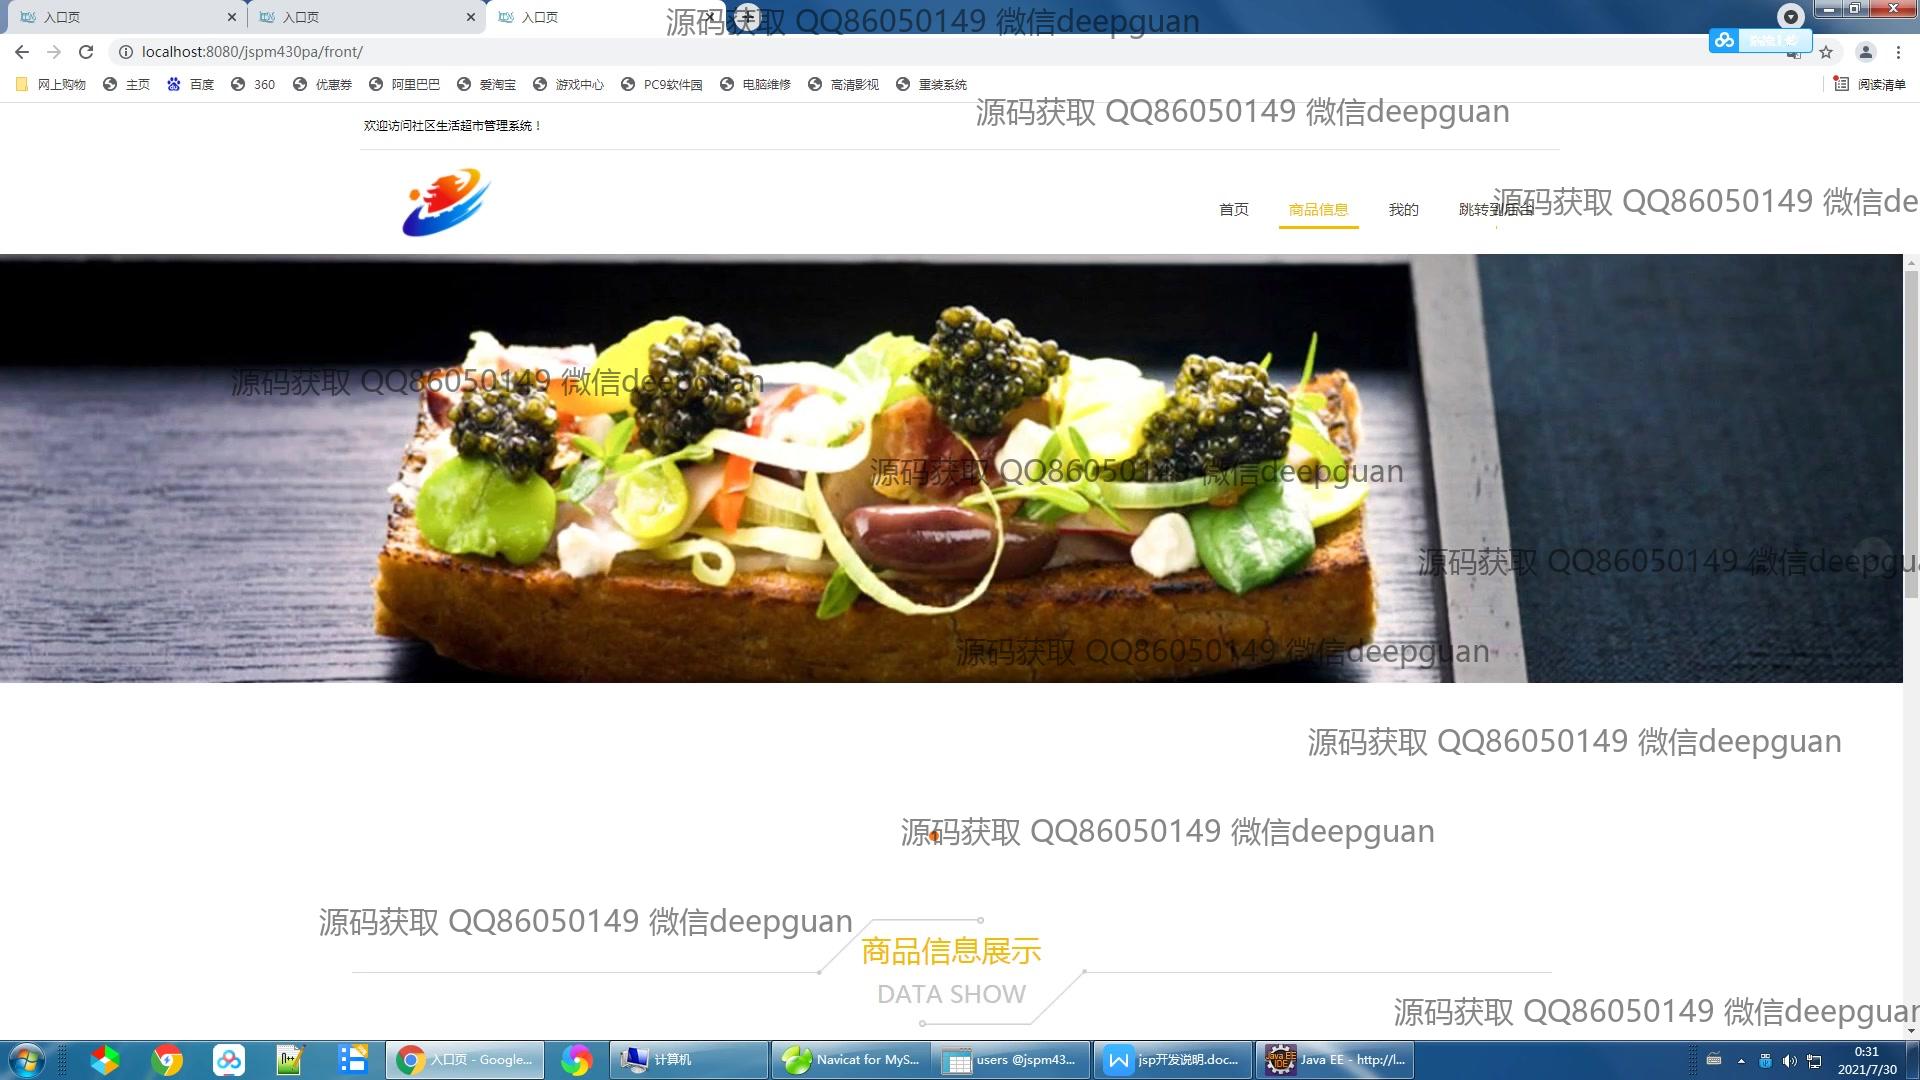 入口页
入口页
入口页
源码获取 QQ86050149 微信deepguan
localhost:8080/jspm430pa/front/
网上购物 主页 百度 360 优惠券 阿里巴巴 爱淘宝 游戏中心 PC9软件园 电脑维修 高清影视 重装系统 阅读清单
源码获取 QQ86050149 微信deepguan
欢迎访问社区生活超市管理系统！
首页 商品信息 我的 跳转到后台
源码获取 QQ86050149 微信de
源码获取 QQ86050149 微信deepguan
源码获取 QQ86050149 微信deepguan
源码获取 QQ86050149 微信deepgu
源码获取 QQ86050149 微信deepguan
源码获取 QQ86050149 微信deepguan
源码获取 QQ86050149 微信deepguan
源码获取 QQ86050149 微信deepguan
商品信息展示
DATA SHOW
源码获取 QQ86050149 微信deepguan
入口页 - Google... 计算机 Navicat for MyS... users @jspm43... jsp开发说明.doc... Java EE - http://l...
0:31
2021/7/30